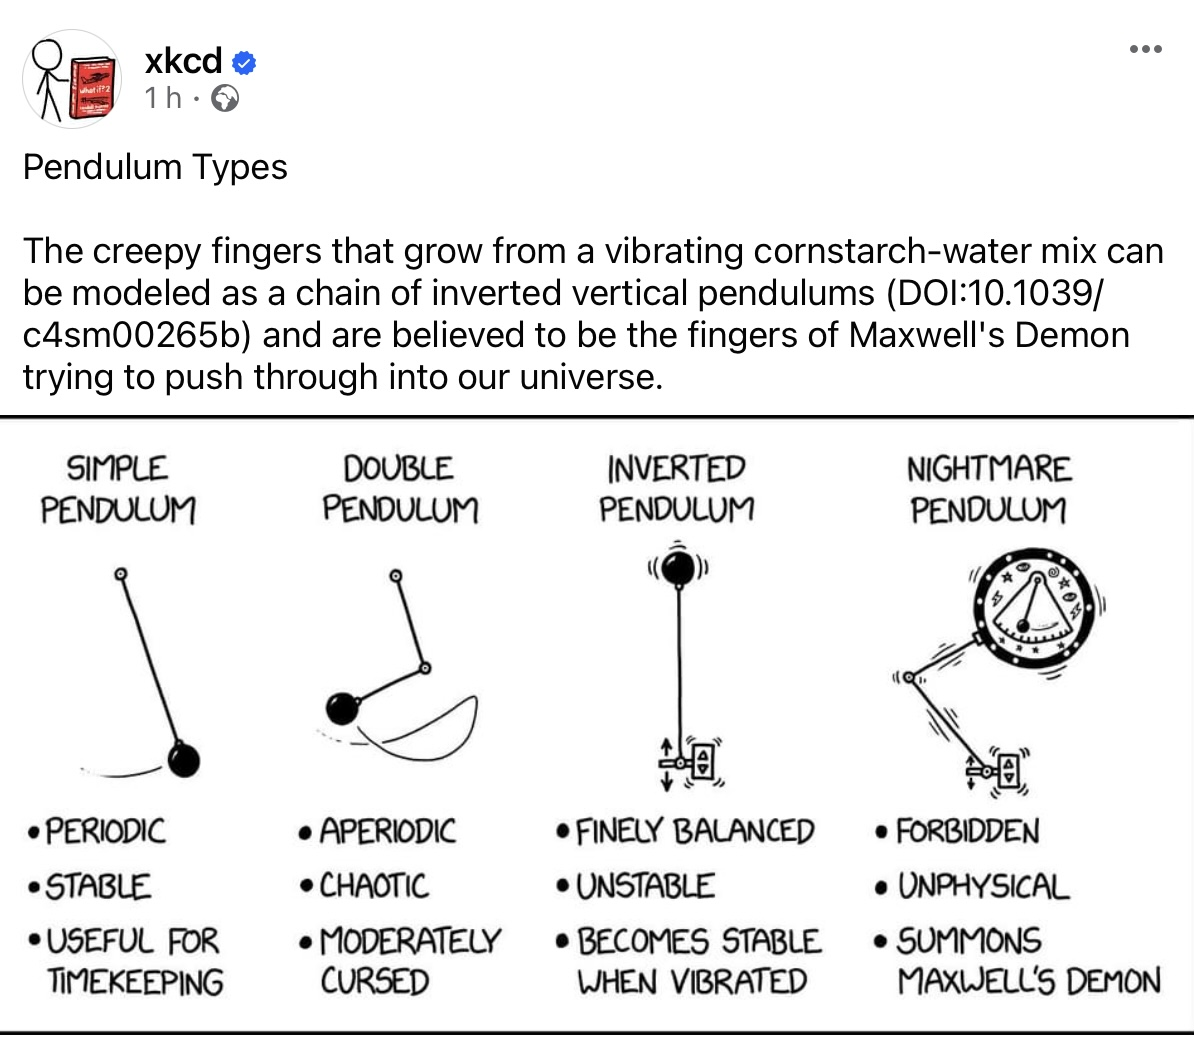 xkcd
1 h ·
Pendulum Types
The creepy fingers that grow from a vibrating cornstarch-water mix can
be modeled as a chain of inverted vertical pendulums (DOI:10.1039/
c4sm00265b) and are believed to be the fingers of Maxwell's Demon
trying to push through into our universe.
SIMPLE
PENDULUM
• PERIODIC
• STABLE
• USEFUL FOR
TIMEKEEPING
DOUBLE
PENDULUM
• APERIODIC
• CHAOTIC
• MODERATELY
CURSED
INVERTED
PENDULUM
• FINELY BALANCED
• UNSTABLE
• BECOMES STABLE
WHEN VIBRATED
NIGHTMARE
PENDULUM
• FORBIDDEN
• UNPHYSICAL
• SUMMONS
MAXWELL'S DEMON